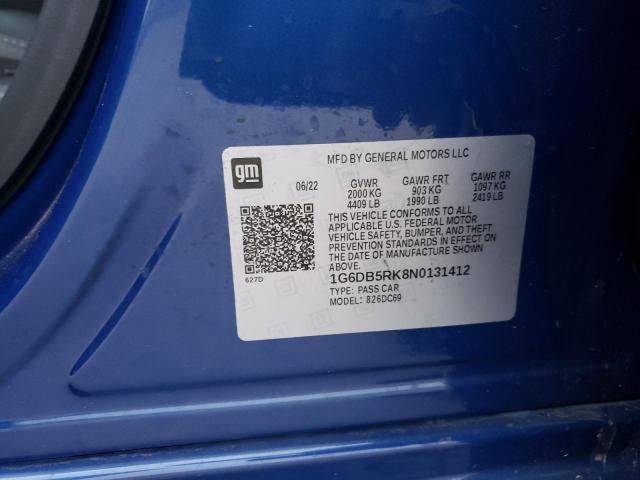 gm
MFD BY GENERAL MOTORS LLC
06/22 GVWR GAWR FRT GAWR RR
2000 KG 903 KG 1097 KG
4409 LB 1990 LB 2419 LB
THIS VEHICLE CONFORMS TO ALL
APPLICABLE U.S. FEDERAL MOTOR
VEHICLE SAFETY, BUMPER, AND THEFT
PREVENTION STANDARDS IN EFFECT
ON THE DATE OF MANUFACTURE SHOWN
ABOVE.
627D
1G6DB5RK8N0131412
TYPE: PASS CAR
MODEL: 826DC69